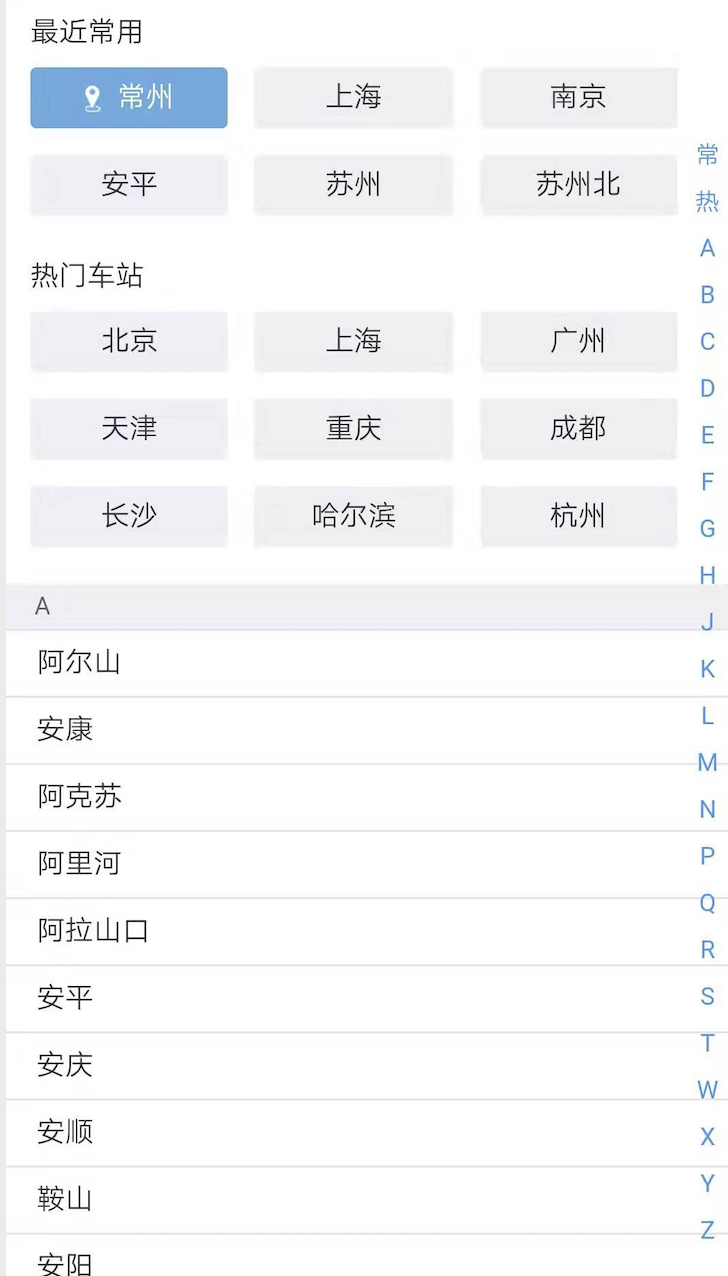 最近常用
常州 上海 南京
安平 苏州 苏州北
热门车站
北京 上海 广州
天津 重庆 成都
长沙 哈尔滨 杭州
A
阿尔山
安康
阿克苏
阿里河
阿拉山口
安平
安庆
安顺
鞍山
安阳
常
热
A
B
C
D
E
F
G
H
J
K
L
M
N
P
Q
R
S
T
W
X
Y
Z